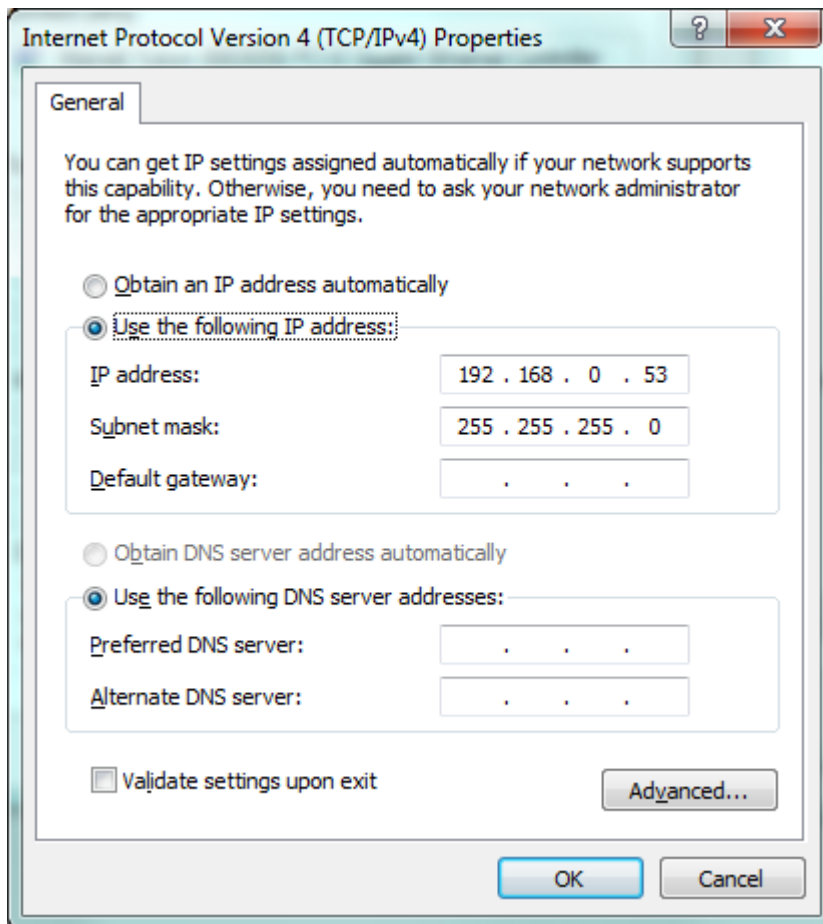 Internet Protocol Version 4 (TCP/IPv4) Properties
General
You can get IP settings assigned automatically if your network supports
this capability. Otherwise, you need to ask your network administrator
for the appropriate IP settings.
Obtain an IP address automatically
Use the following IP address:
IP address: 192 . 168 . 0 . 53
Subnet mask: 255 . 255 . 255 . 0
Default gateway: . . .
Obtain DNS server address automatically
Use the following DNS server addresses:
Preferred DNS server: . . .
Alternate DNS server: . . .
Validate settings upon exit
Advanced...
OK Cancel